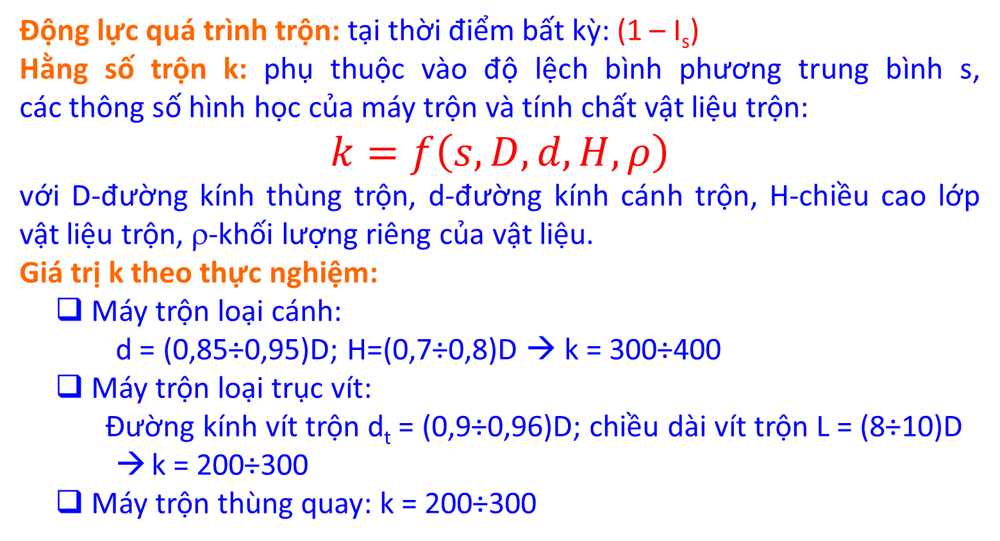 Động lực quá trình trộn: tại thời điểm bất kỳ: (1 – Iₛ)
Hằng số trộn k: phụ thuộc vào độ lệch bình phương trung bình s,
các thông số hình học của máy trộn và tính chất vật liệu trộn:
k = f(s, D, d, H, ρ)
với D-đường kính thùng trộn, d-đường kính cánh trộn, H-chiều cao lớp
vật liệu trộn, ρ-khối lượng riêng của vật liệu.
Giá trị k theo thực nghiệm:
❑ Máy trộn loại cánh:
d = (0,85÷0,95)D; H=(0,7÷0,8)D → k = 300÷400
❑ Máy trộn loại trục vít:
Đường kính vít trộn dₜ = (0,9÷0,96)D; chiều dài vít trộn L = (8÷10)D
→ k = 200÷300
❑ Máy trộn thùng quay: k = 200÷300